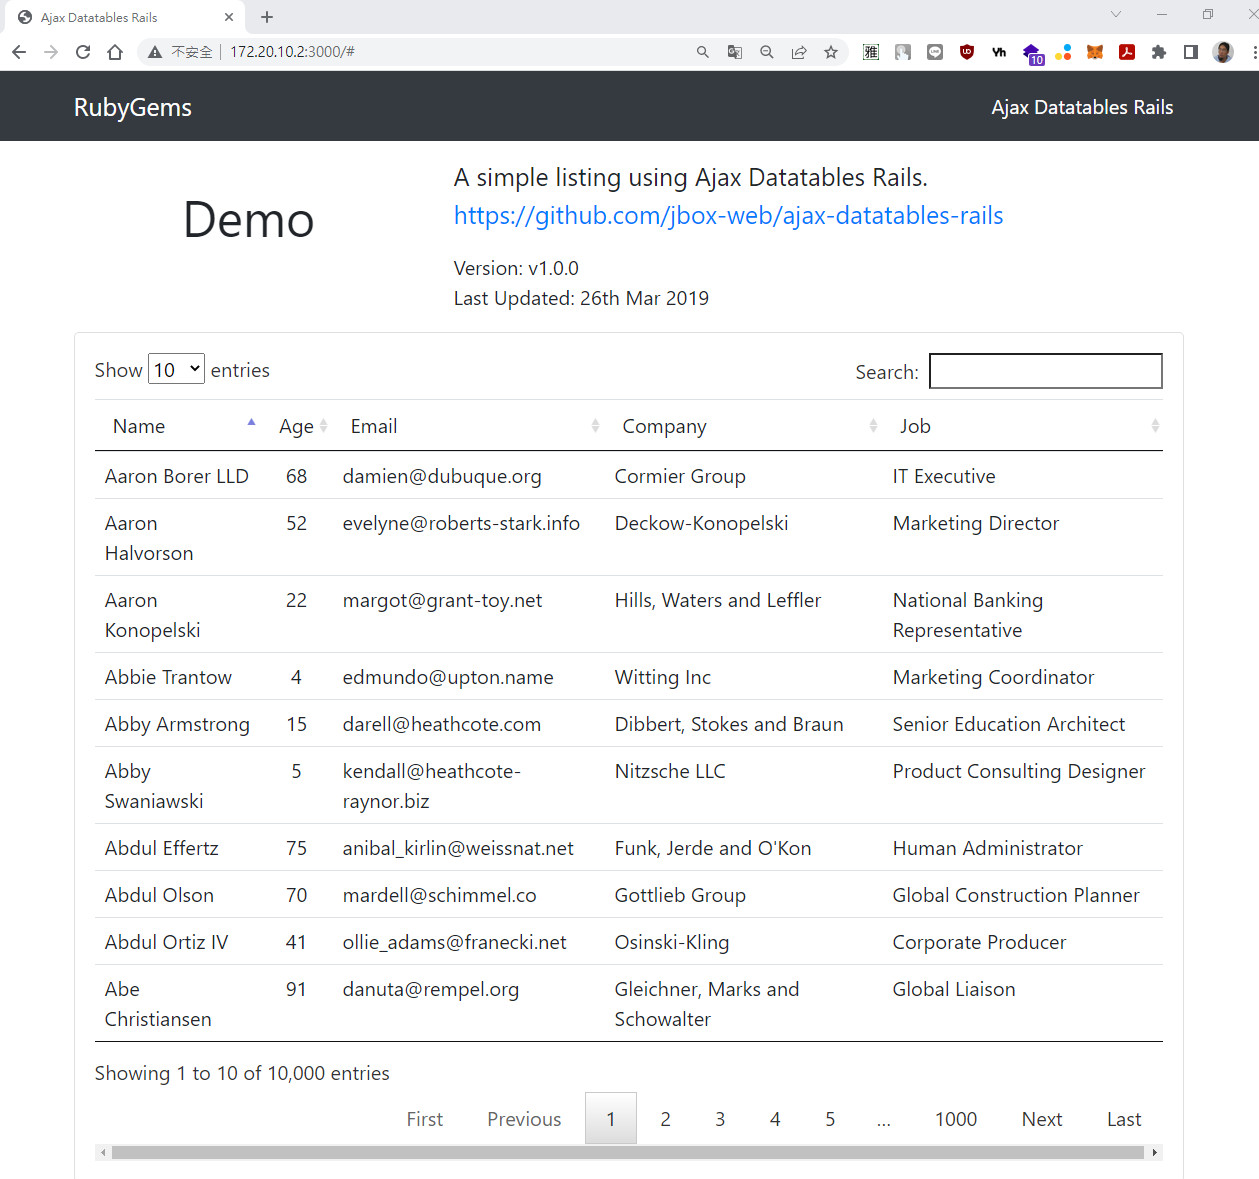 Ajax Datatables Rails
不安全 172.20.10.2:3000/#
雅 UD Yh 10
RubyGems Ajax Datatables Rails
Demo
A simple listing using Ajax Datatables Rails.
https://github.com/jbox-web/ajax-datatables-rails
Version: v1.0.0
Last Updated: 26th Mar 2019
Show 10 entries Search:
Name Age Email Company Job
Aaron Borer LLD 68 damien@dubuque.org Cormier Group IT Executive
Aaron 52 evelyne@roberts-stark.info Deckow-Konopelski Marketing Director
Halvorson
Aaron 22 margot@grant-toy.net Hills, Waters and Leffler National Banking
Konopelski Representative
Abbie Trantow 4 edmundo@upton.name Witting Inc Marketing Coordinator
Abby Armstrong 15 darell@heathcote.com Dibbert, Stokes and Braun Senior Education Architect
Abby 5 kendall@heathcote- Nitzsche LLC Product Consulting Designer
Swaniawski raynor.biz
Abdul Effertz 75 anibal_kirlin@weissnat.net Funk, Jerde and O'Kon Human Administrator
Abdul Olson 70 mardell@schimmel.co Gottlieb Group Global Construction Planner
Abdul Ortiz IV 41 ollie_adams@franecki.net Osinski-Kling Corporate Producer
Abe 91 danuta@rempel.org Gleichner, Marks and Global Liaison
Christiansen Schowalter
Showing 1 to 10 of 10,000 entries
First Previous 1 2 3 4 5 … 1000 Next Last